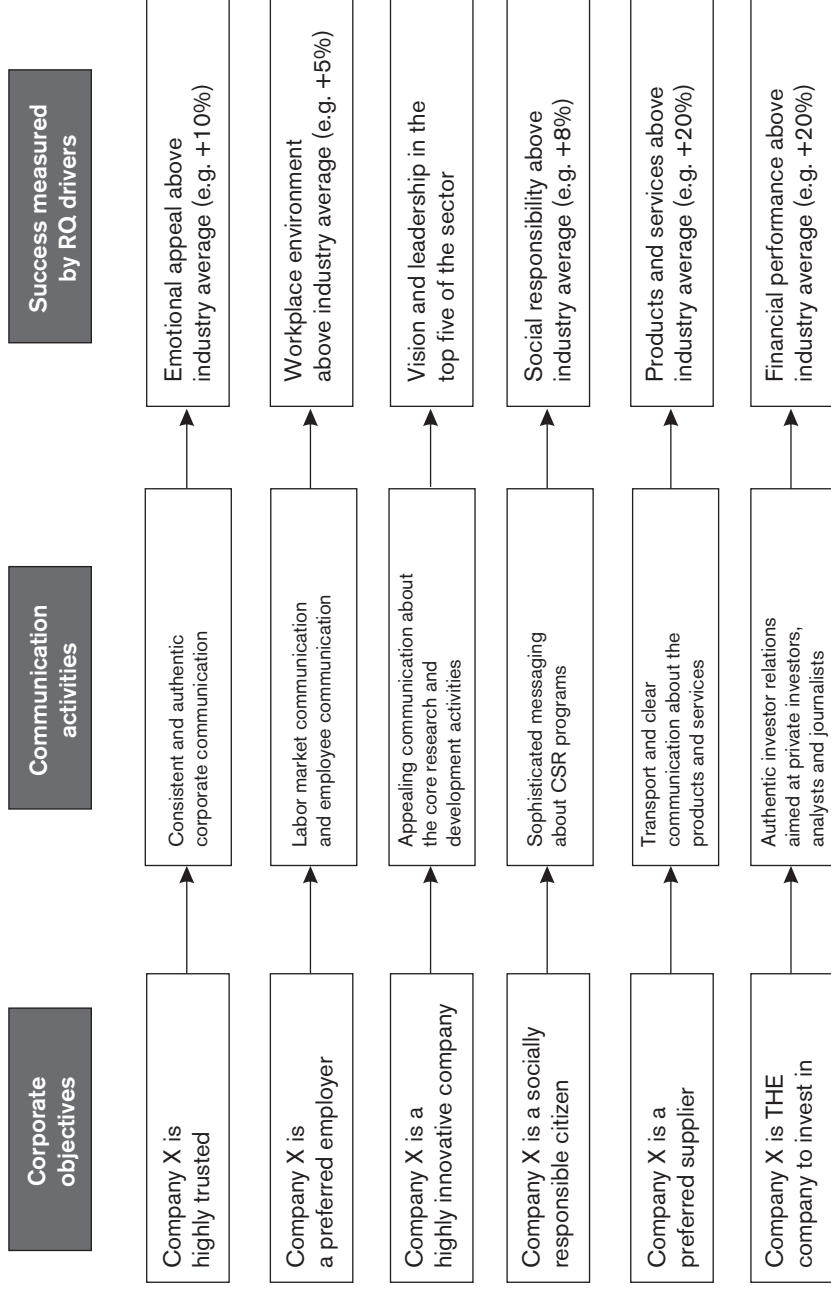 Corporate
objectives
Communication
activities
Success measured
by RQ drivers
Company X is
highly trusted
Consistent and authentic
corporate communication
Emotional appeal above
industry average (e.g. +10%)
Company X is
a preferred employer
Labor market communication
and employee communication
Workplace environment
above industry average (e.g. +5%)
Company X is a
highly innovative company
Appealing communication about
the core research and
development activities
Vision and leadership in the
top five of the sector
Company X is a socially
responsible citizen
Sophisticated messaging
about CSR programs
Social responsibility above
industry average (e.g. +8%)
Company X is a
preferred supplier
Transport and clear
communication about the
products and services
Products and services above
industry average (e.g. +20%)
Company X is THE
company to invest in
Authentic investor relations
aimed at private investors,
analysts and journalists
Financial performance above
industry average (e.g. +20%)